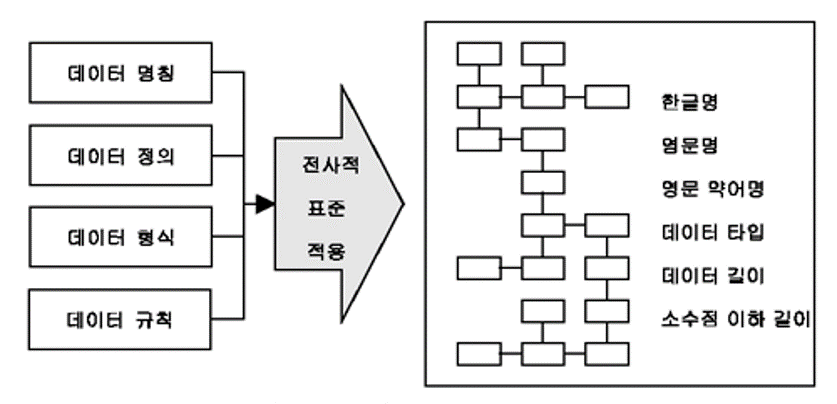 데이터 명칭
데이터 정의
데이터 형식
데이터 규칙
전사적
표준
적용
한글명
영문명
영문 약어명
데이터 타입
데이터 길이
소수점 이하 길이